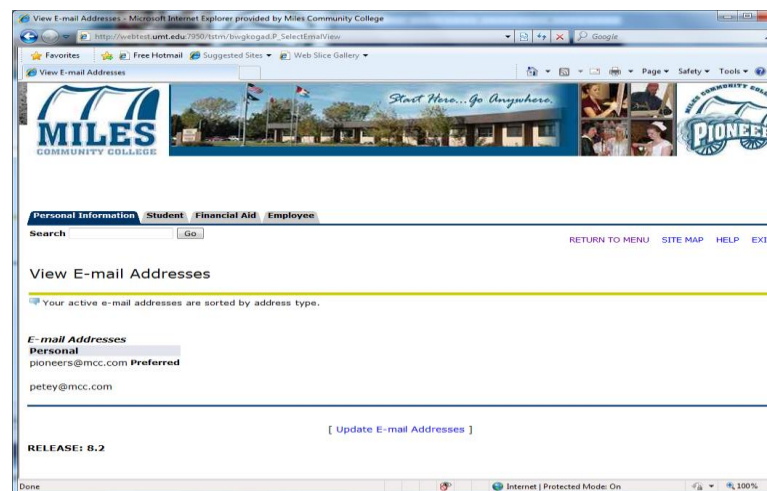 View E-mail Addresses - Microsoft Internet Explorer provided by Miles Community College
http://webtest.umt.edu:7950/tstm/bwgkogad.P_SelectEmalView
Google
Favorites Free Hotmail Suggested Sites Web Slice Gallery
View E-mail Addresses Page Safety Tools
MILES
COMMUNITY COLLEGE
Start Here...Go Anywhere.
COMMUNITY
PIONEE
Personal Information Student Financial Aid Employee
Search Go
RETURN TO MENU SITE MAP HELP EXI
View E-mail Addresses
Your active e-mail addresses are sorted by address type.
E-mail Addresses
Personal
pioneers@mcc.com Preferred
petey@mcc.com
[ Update E-mail Addresses ]
RELEASE: 8.2
Done Internet | Protected Mode: On 100%